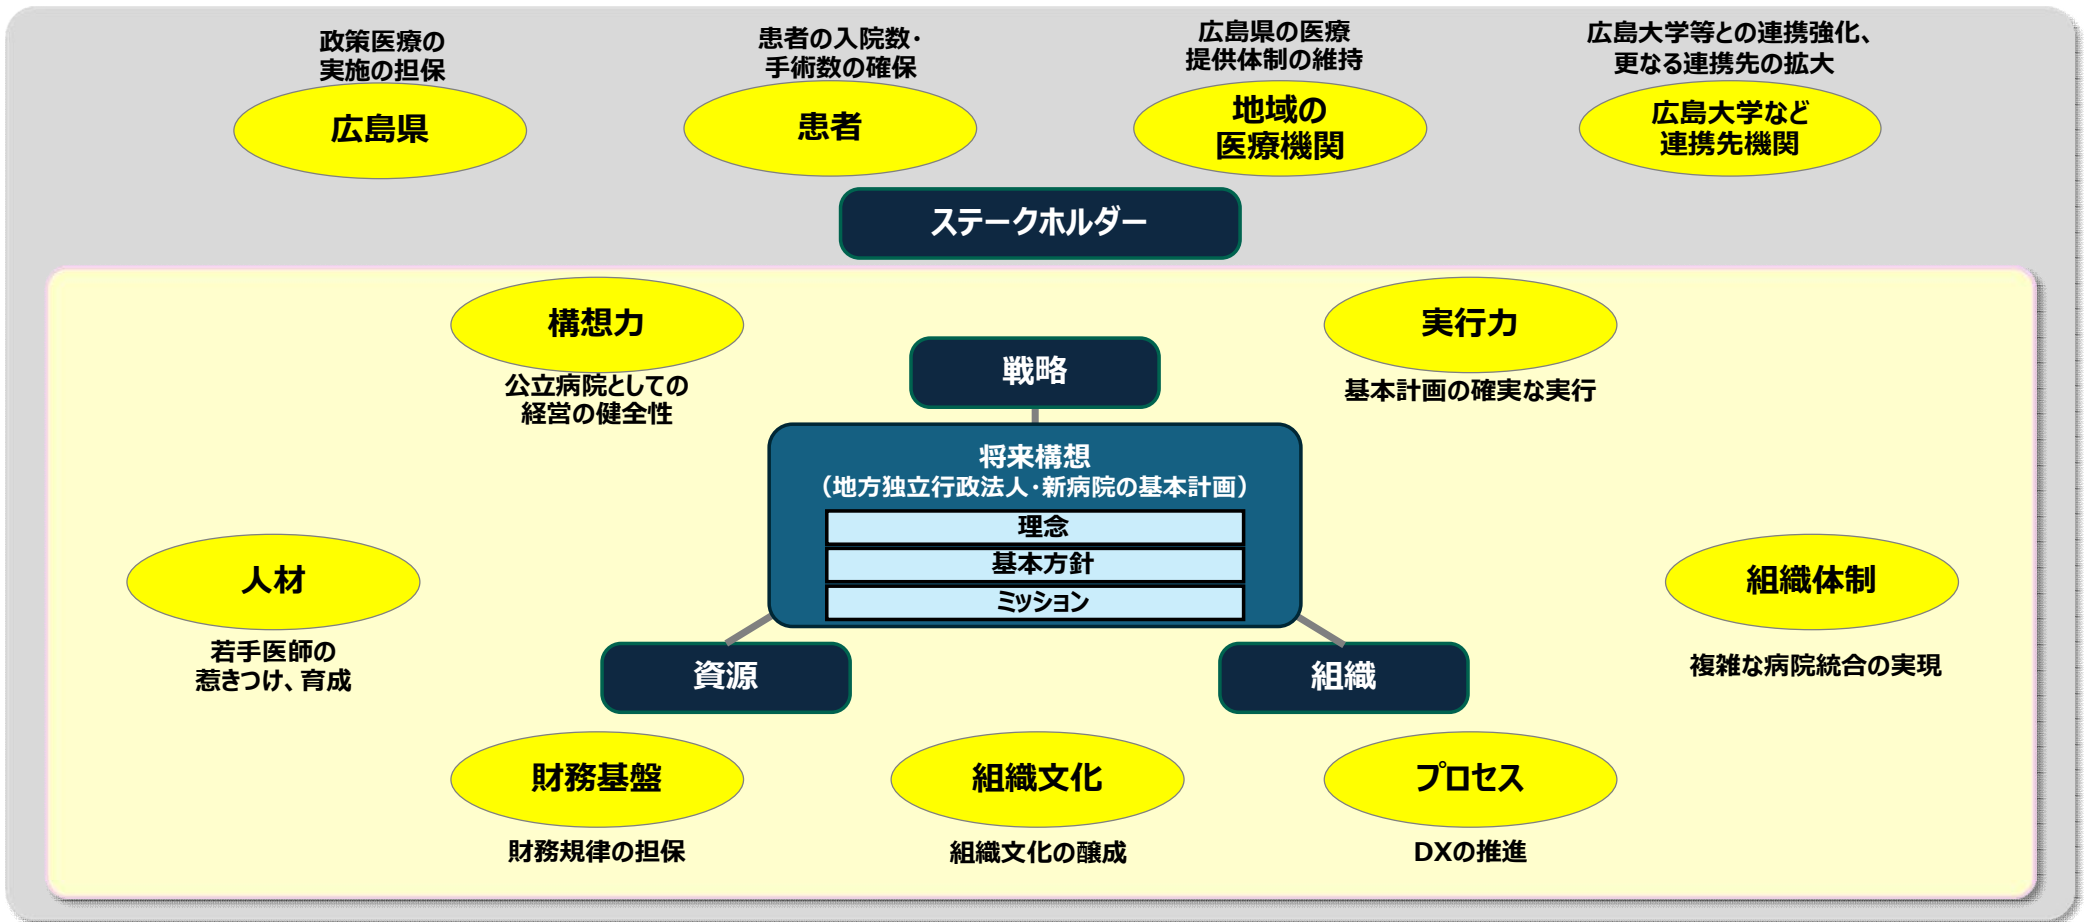 政策医療の
実施の担保
広島県
患者の入院数・
手術数の確保
患者
広島県の医療
提供体制の維持
地域の
医療機関
広島大学等との連携強化、
更なる連携先の拡大
広島大学など
連携先機関
ステークホルダー
構想力
公立病院としての
経営の健全性
戦略
実行力
基本計画の確実な実行
将来構想
（地方独立行政法人・新病院の基本計画）
理念
基本方針
ミッション
人材
若手医師の
惹きつけ、育成
資源
組織
組織体制
複雑な病院統合の実現
財務基盤
財務規律の担保
組織文化
組織文化の醸成
プロセス
DXの推進